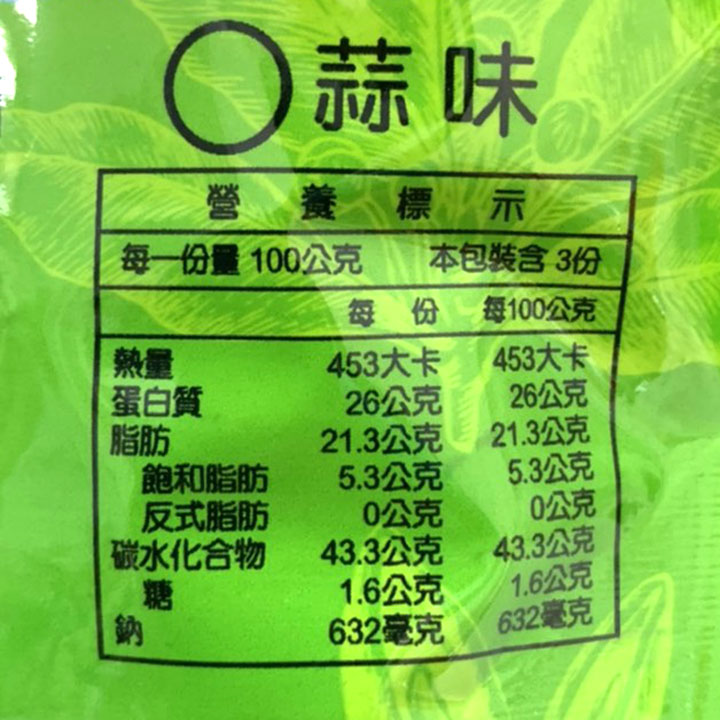 ◯蒜味
營養標示
每一份量 100公克 本包裝含 3份
每份 每100公克
熱量 453大卡 453大卡
蛋白質 26公克 26公克
脂肪 21.3公克 21.3公克
飽和脂肪 5.3公克 5.3公克
反式脂肪 0公克 0公克
碳水化合物 43.3公克 43.3公克
糖 1.6公克 1.6公克
鈉 632毫克 632毫克